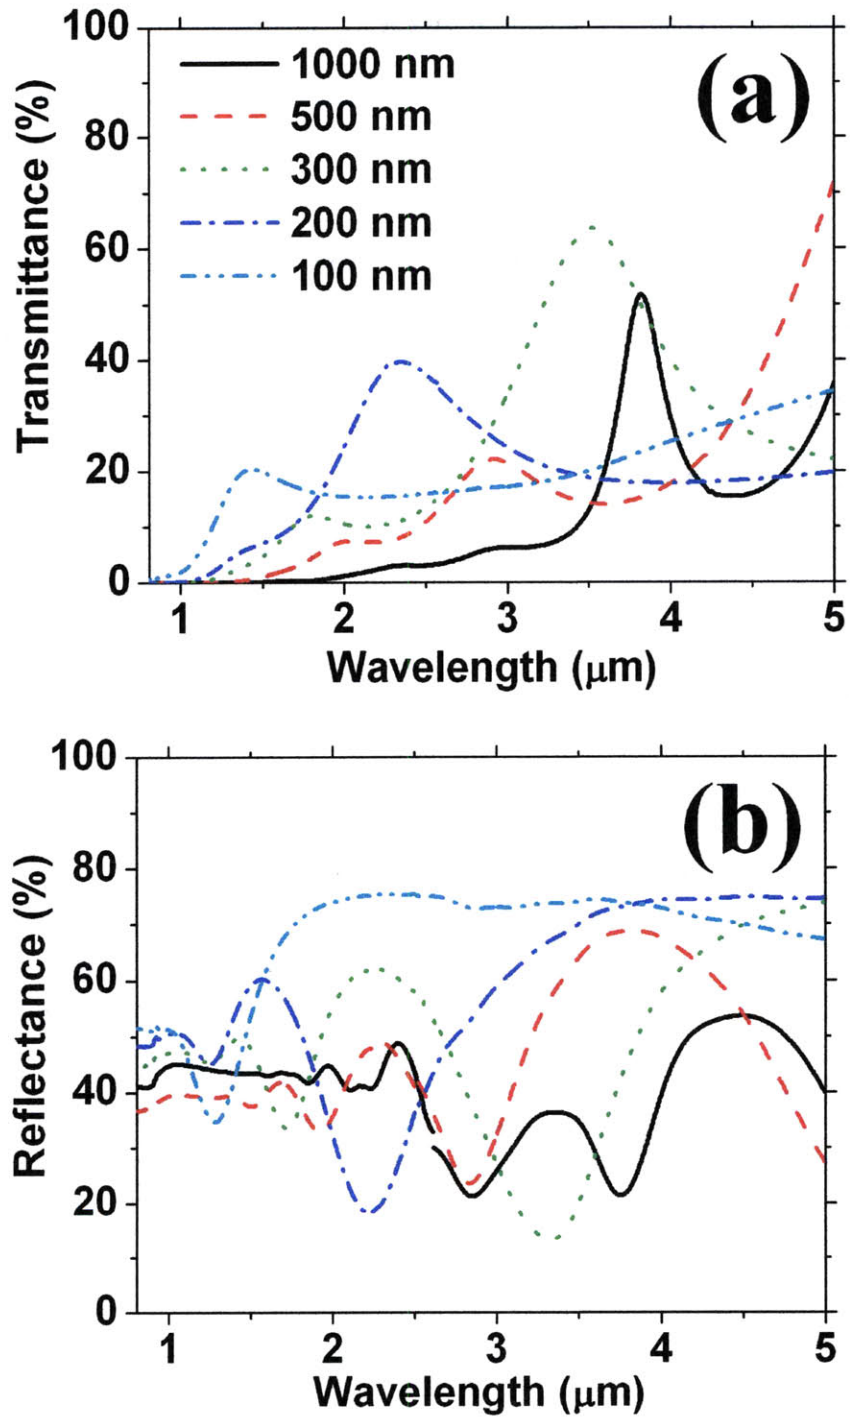 100
80
60
40
20
0
Transmittance (%)
1000 nm
500 nm
300 nm
200 nm
100 nm
(a)
1 2 3 4 5
Wavelength (μm)
100
80
60
40
20
0
Reflectance (%)
(b)
1 2 3 4 5
Wavelength (μm)